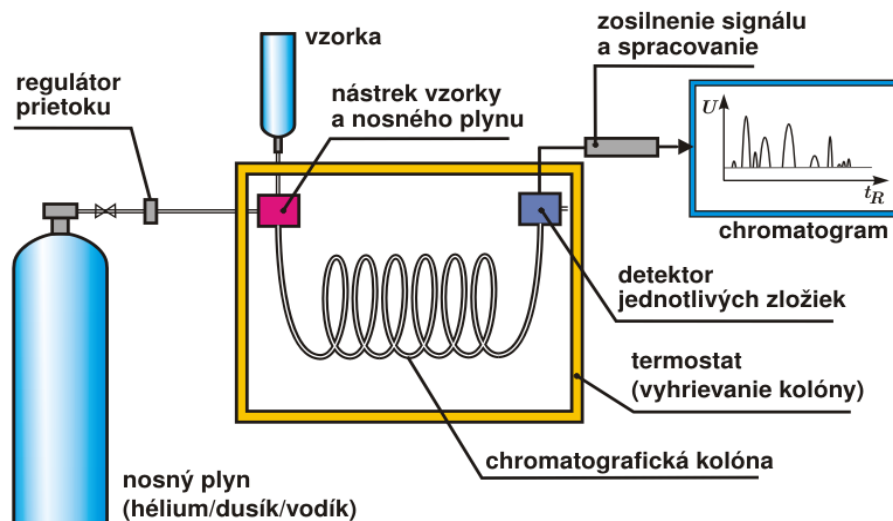 vzorka
zosilnenie signálu
a spracovanie
regulátor
prietoku
nástrek vzorky
a nosného plynu
U
t_R
chromatogram
detektor
jednotlivých zložiek
termostat
(vyhrievanie kolóny)
chromatografická kolóna
nosný plyn
(hélium/dusík/vodík)